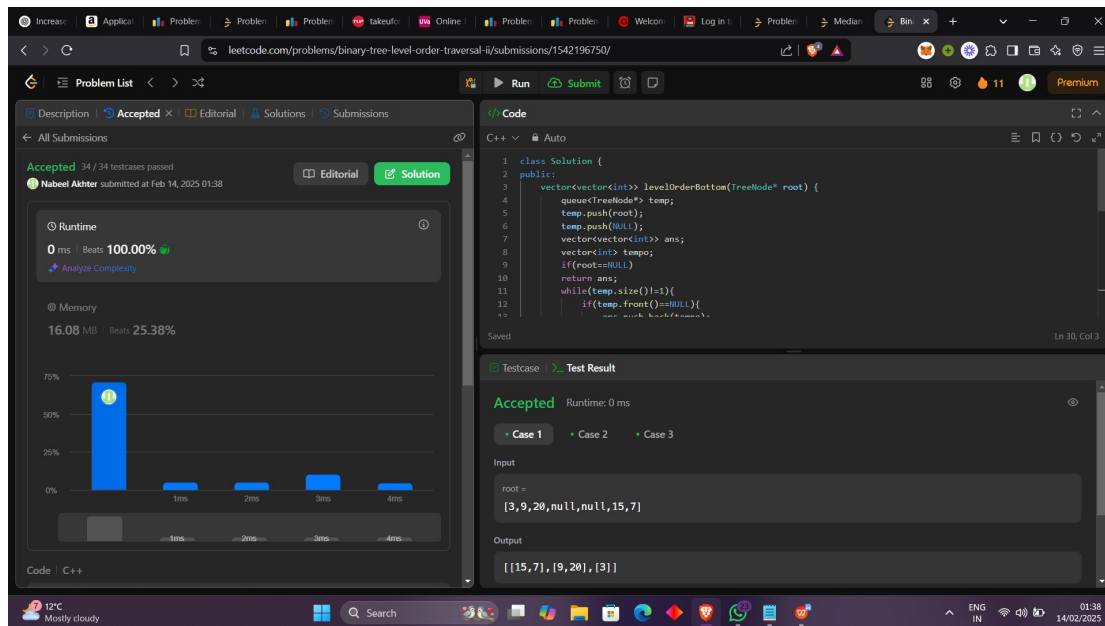 Increase
Applicat
Problem
Problem
Problem
takeufo
Online J
Problem
Problem
Welcom
Log in t
Problem
Median
Bin
leetcode.com/problems/binary-tree-level-order-traversal-ii/submissions/1542196750/
Problem List
Run
Submit
11
Premium
Description | Accepted × | Editorial | Solutions | Submissions
← All Submissions
Accepted 34 / 34 testcases passed
Nabeel Akhter submitted at Feb 14, 2025 01:38
Editorial
Solution
Runtime
0 ms | Beats 100.00%
Analyze Complexity
Memory
16.08 MB | Beats 25.38%
75%
50%
25%
0%
1ms 2ms 3ms 4ms
1ms 2ms 3ms 4ms
Code | C++
</> Code
C++ Auto
1 class Solution {
2 public:
3 vector<vector<int>> levelOrderBottom(TreeNode* root) {
4 queue<TreeNode*> temp;
5 temp.push(root);
6 temp.push(NULL);
7 vector<vector<int>> ans;
8 vector<int> tempo;
9 if(root==NULL)
10 return ans;
11 while(temp.size()!=1){
12 if(temp.front()==NULL){
13 ans.push_back(tempo);
Saved
Ln 30, Col 3
Testcase | >_ Test Result
Accepted Runtime: 0 ms
• Case 1 • Case 2 • Case 3
Input
root =
[3,9,20,null,null,15,7]
Output
[[15,7],[9,20],[3]]
7
12°C
Mostly cloudy
Search
ENG
IN
01:38
14/02/2025